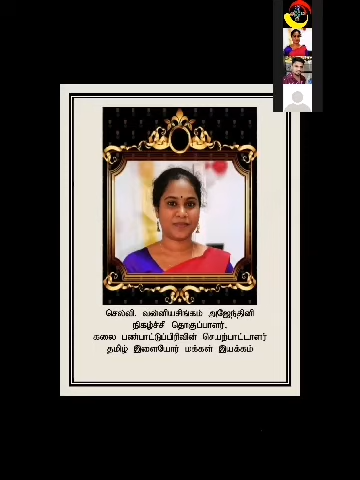 செல்வி. வன்னியசிங்கம் அஜேந்தினி
நிகழ்ச்சி தொகுப்பாளர்.
கலை பண்பாட்டுப்பிரிவின் செயற்பாட்டாளர்
தமிழ் இளையோர் மக்கள் இயக்கம்